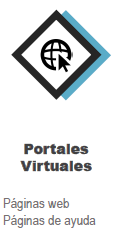 Portales
Virtuales
Páginas web
Páginas de ayuda